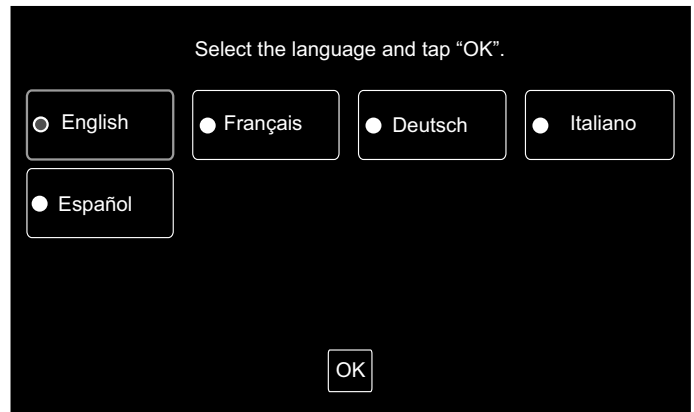 Select the language and tap “OK”.
English Français Deutsch Italiano
Español
OK